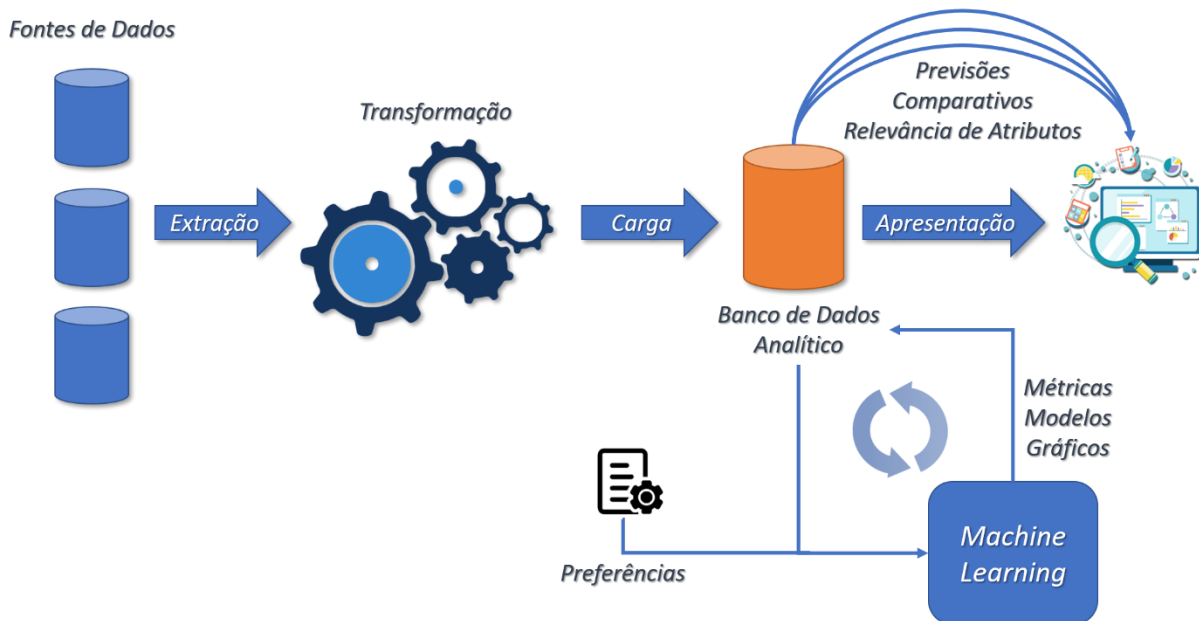 Fontes de Dados
Extração
Transformação
Carga
Previsões
Comparativos
Relevância de Atributos
Apresentação
Banco de Dados
Analítico
Métricas
Modelos
Gráficos
Preferências
Machine
Learning